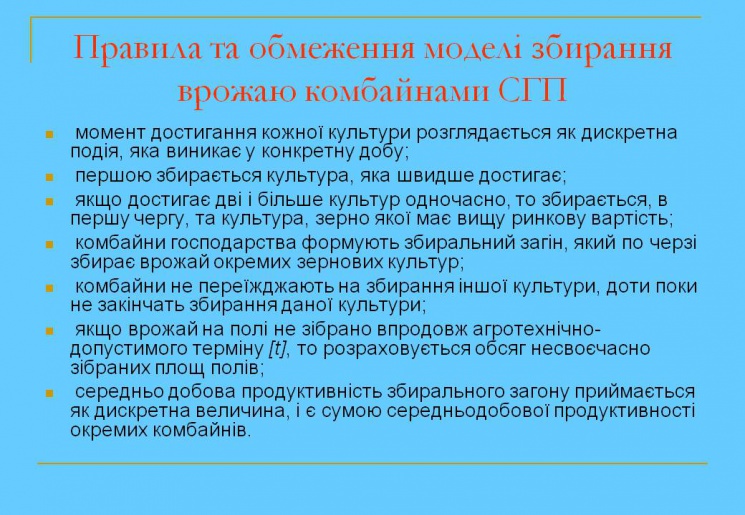 Правила та обмеження моделі збирання
врожаю комбайнами СГП
момент достигання кожної культури розглядається як дискретна
подія, яка виникає у конкретну добу;
першою збирається культура, яка швидше достигає;
якщо достигає дві і більше культур одночасно, то збирається, в
першу чергу, та культура, зерно якої має вищу ринкову вартість;
комбайни господарства формують збиральний загін, який по черзі
збирає врожай окремих зернових культур;
комбайни не переїжджають на збирання іншої культури, доти поки
не закінчать збирання даної культури;
якщо врожай на полі не зібрано впродовж агротехнічно-
допустимого терміну [t], то розраховується обсяг несвоєчасно
зібраних площ полів;
середньо добова продуктивність збирального загону приймається
як дискретна величина, і є сумою середньодобової продуктивності
окремих комбайнів.